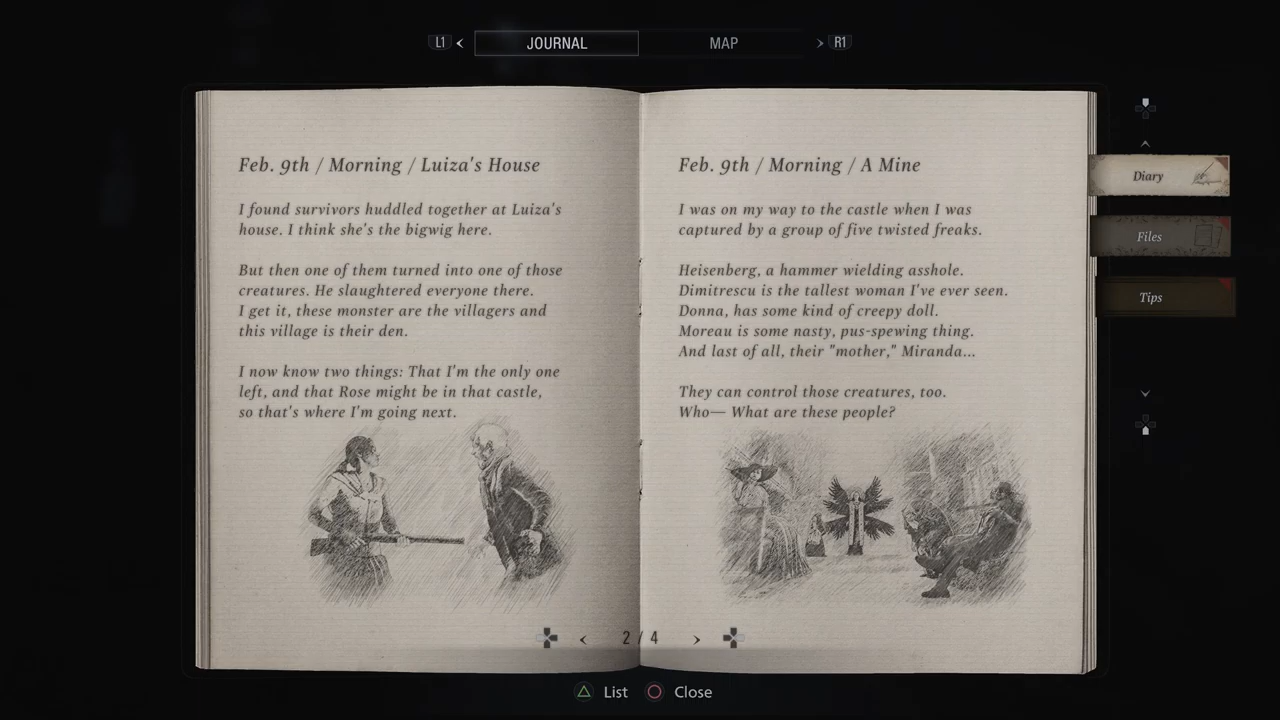 L1
JOURNAL
MAP
R1
Feb. 9th / Morning / Luiza's House
I found survivors huddled together at Luiza's
house. I think she's the bigwig here.
But then one of them turned into one of those
creatures. He slaughtered everyone there.
I get it, these monster are the villagers and
this village is their den.
I now know two things: That I'm the only one
left, and that Rose might be in that castle,
so that's where I'm going next.
Feb. 9th / Morning / A Mine
I was on my way to the castle when I was
captured by a group of five twisted freaks.
Heisenberg, a hammer wielding asshole.
Dimitrescu is the tallest woman I've ever seen.
Donna, has some kind of creepy doll.
Moreau is some nasty, pus-spewing thing.
And last of all, their "mother," Miranda...
They can control those creatures, too.
Who— What are these people?
Diary
Files
Tips
2 / 4
List
Close